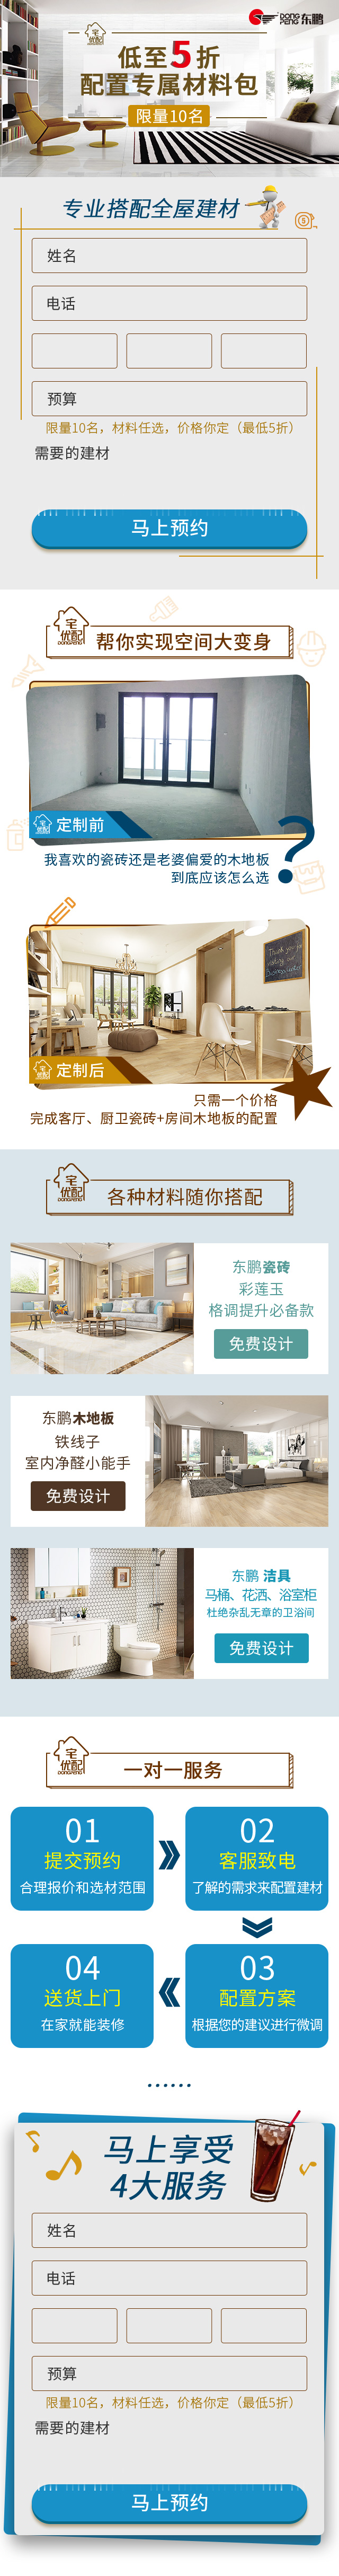 DONG PENG 东鹏
宅优配
低至5折
配置专属材料包
限量10名
专业搭配全屋建材
姓名
电话
预算
限量10名，材料任选，价格你定（最低5折）
需要的建材
马上预约
宅优配
DONGPENG
帮你实现空间大变身
宅优配
定制前
我喜欢的瓷砖还是老婆偏爱的木地板
到底应该怎么选
宅优配
定制后
只需一个价格
完成客厅、厨卫瓷砖+房间木地板的配置
宅优配
DONGPENG
各种材料随你搭配
东鹏瓷砖
彩莲玉
格调提升必备款
免费设计
东鹏木地板
铁线子
室内净醛小能手
免费设计
东鹏 洁具
马桶、花洒、浴室柜
杜绝杂乱无章的卫浴间
免费设计
宅优配
DONGPENG
一对一服务
01
提交预约
合理报价和选材范围
02
客服致电
了解的需求来配置建材
03
配置方案
根据您的建议进行微调
04
送货上门
在家就能装修
······
马上享受
4大服务
姓名
电话
预算
限量10名，材料任选，价格你定（最低5折）
需要的建材
马上预约